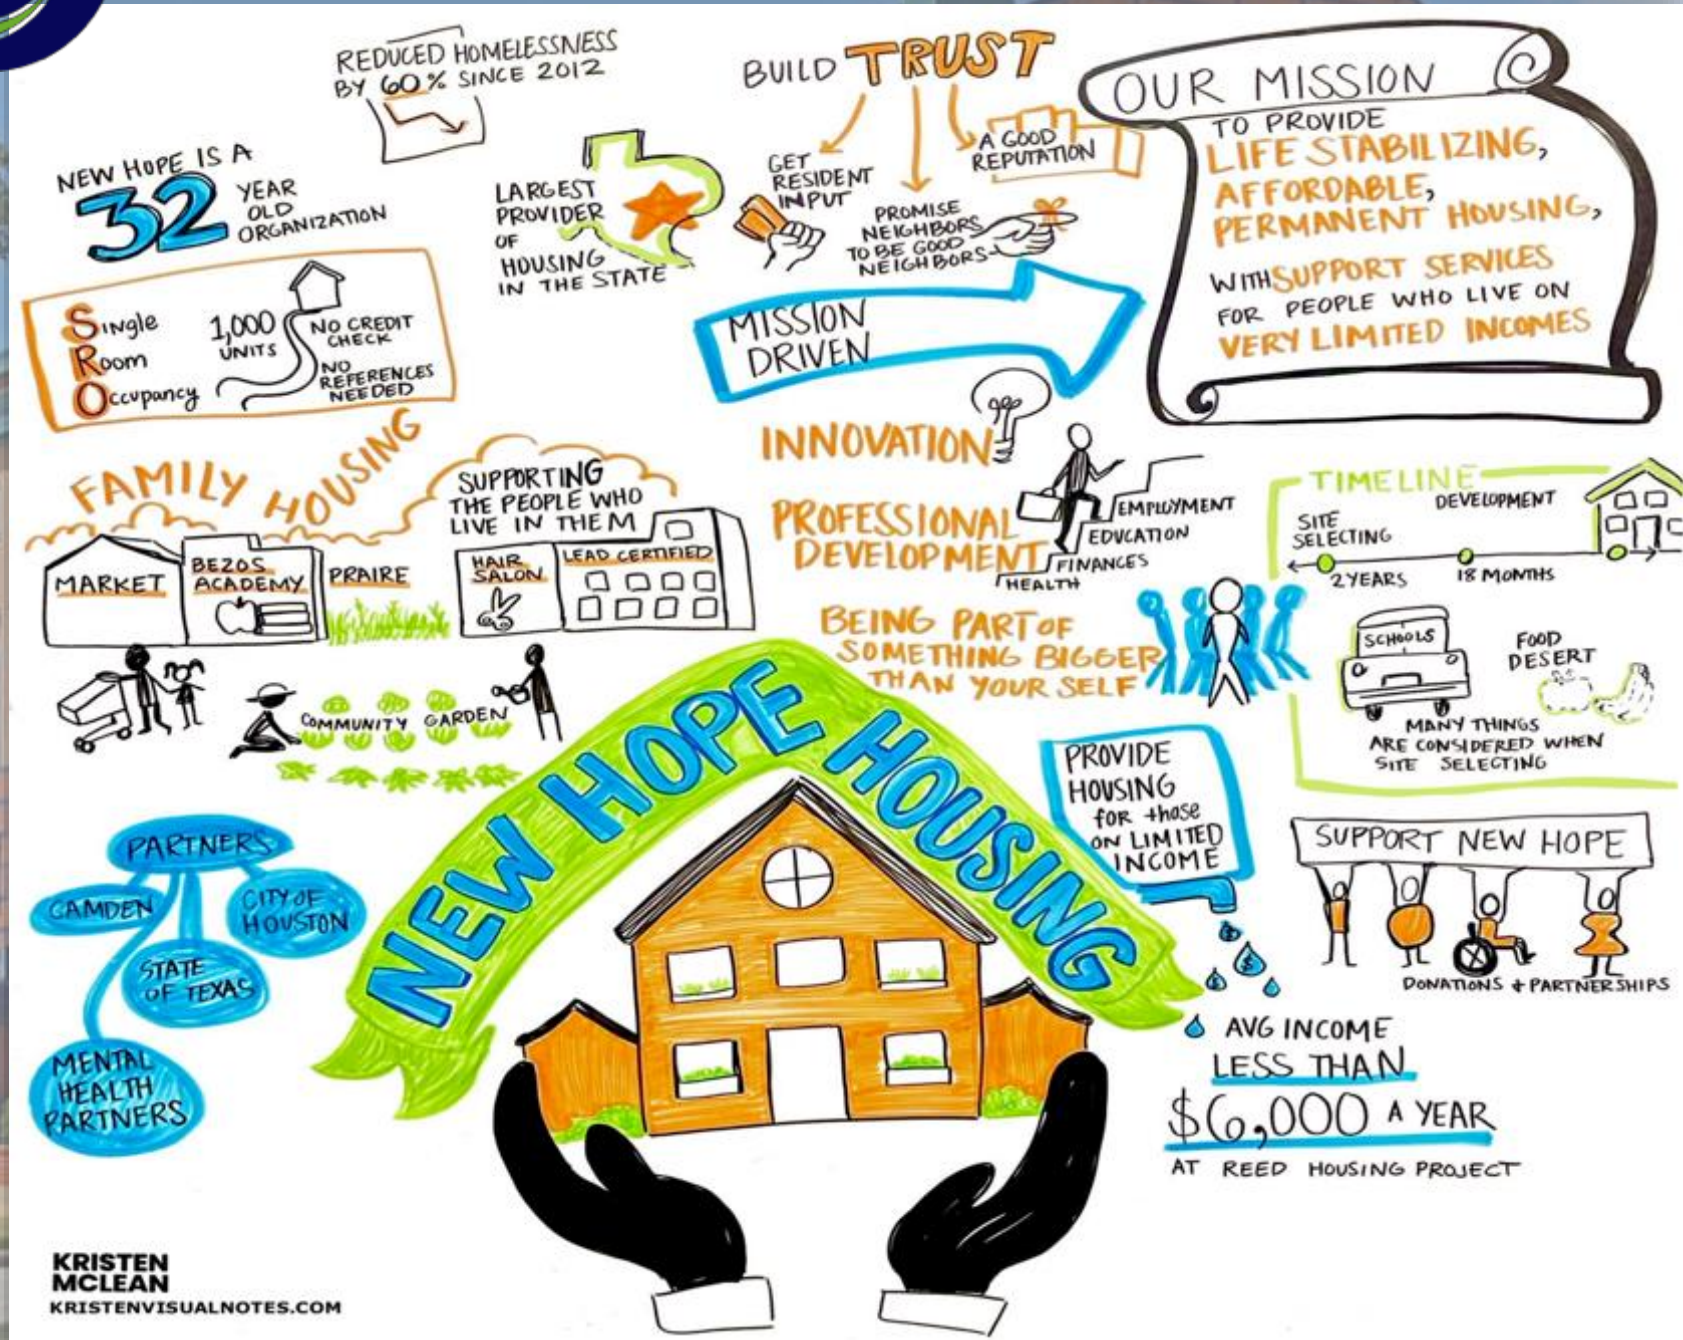 REDUCED HOMELESSNESS
BY 60% SINCE 2012
NEW HOPE IS A
32 YEAR
OLD
ORGANIZATION
LARGEST
PROVIDER
OF
HOUSING
IN THE STATE
BUILD TRUST
GET
RESIDENT
INPUT
PROMISE
NEIGHBORS
TO BE GOOD
NEIGHBORS
A GOOD
REPUTATION
OUR MISSION
TO PROVIDE
LIFE STABILIZING,
AFFORDABLE,
PERMANENT HOUSING,
WITH SUPPORT SERVICES
FOR PEOPLE WHO LIVE ON
VERY LIMITED INCOMES
Single
Room
Occupancy
1,000
UNITS
NO CREDIT
CHECK
NO
REFERENCES
NEEDED
MISSION
DRIVEN
INNOVATION
PROFESSIONAL
DEVELOPMENT
EMPLOYMENT
EDUCATION
FINANCES
HEALTH
BEING PART OF
SOMETHING BIGGER
THAN YOUR SELF
FAMILY HOUSING
SUPPORTING
THE PEOPLE WHO
LIVE IN THEM
MARKET
BEZOS
ACADEMY
PRAIRE
HAIR
SALON
LEAD CERTIFIED
COMMUNITY GARDEN
TIMELINE
SITE
SELECTING
DEVELOPMENT
2 YEARS
18 MONTHS
SCHOOLS
FOOD
DESERT
MANY THINGS
ARE CONSIDERED WHEN
SITE SELECTING
NEW HOPE HOUSING
PROVIDE
HOUSING
for those
ON LIMITED
INCOME
$
$
$
AVG INCOME
LESS THAN
$6,000 A YEAR
AT REED HOUSING PROJECT
SUPPORT NEW HOPE
DONATIONS + PARTNERSHIPS
PARTNERS
CAMDEN
CITY OF
HOUSTON
STATE
OF TEXAS
MENTAL
HEALTH
PARTNERS
KRISTEN
MCLEAN
KRISTENVISUALNOTES.COM